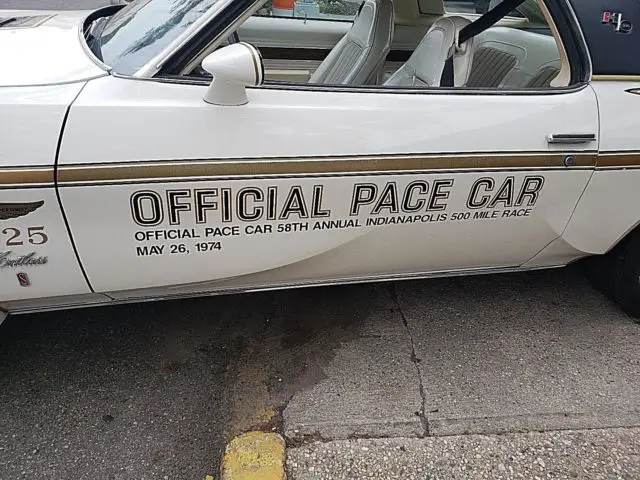 H/O
OFFICIAL PACE CAR
OFFICIAL PACE CAR 58TH ANNUAL INDIANAPOLIS 500 MILE RACE
MAY 26, 1974
25
Cutlass